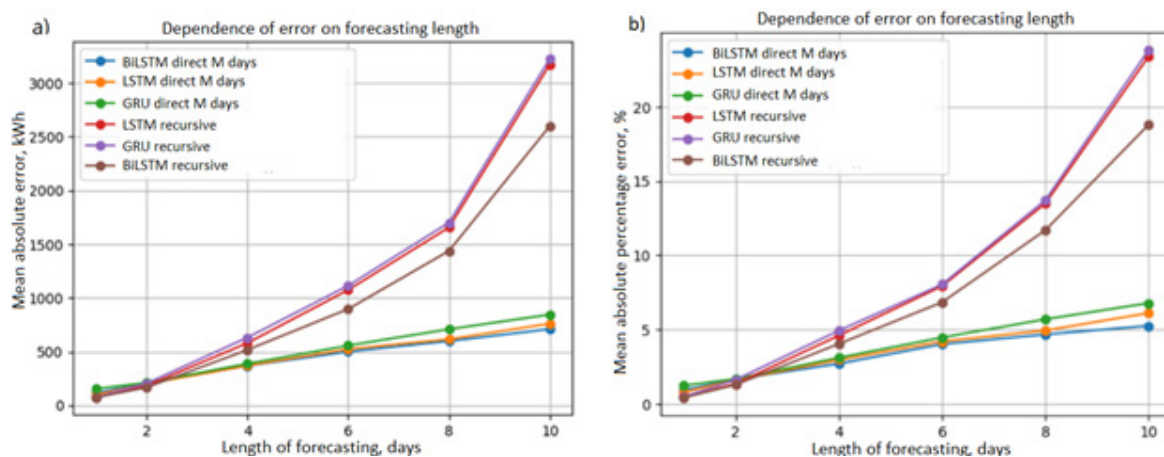 a)
Dependence of error on forecasting length
BiLSTM direct M days
LSTM direct M days
GRU direct M days
LSTM recursive
GRU recursive
BiLSTM recursive
Mean absolute error, kWh
3000
2500
2000
1500
1000
500
0
2 4 6 8 10
Length of forecasting, days
b)
Dependence of error on forecasting length
BiLSTM direct M days
LSTM direct M days
GRU direct M days
LSTM recursive
GRU recursive
BiLSTM recursive
Mean absolute percentage error, %
20
15
10
5
0
2 4 6 8 10
Length of forecasting, days